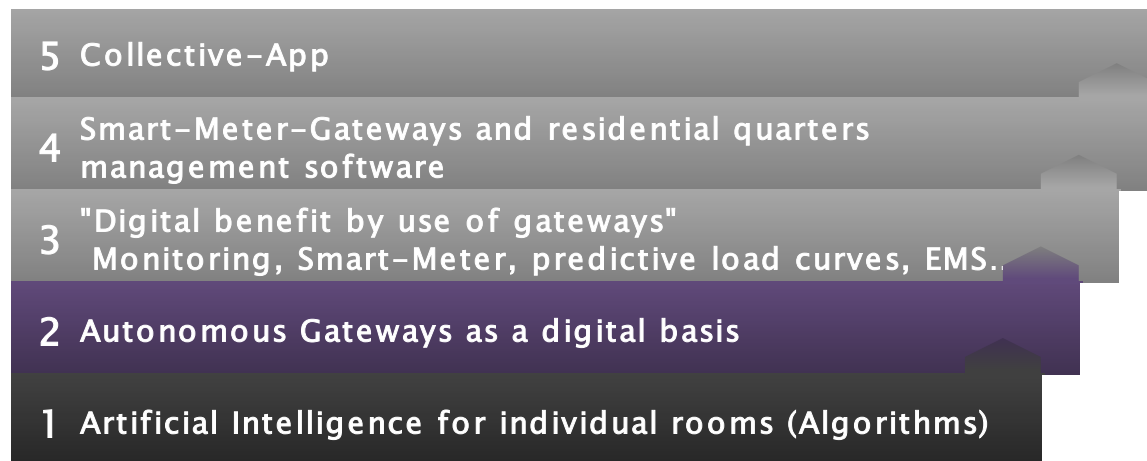 5 Collective-App
4 Smart-Meter-Gateways and residential quarters
management software
3 "Digital benefit by use of gateways"
Monitoring, Smart-Meter, predictive load curves, EMS..
2 Autonomous Gateways as a digital basis
1 Artificial Intelligence for individual rooms (Algorithms)